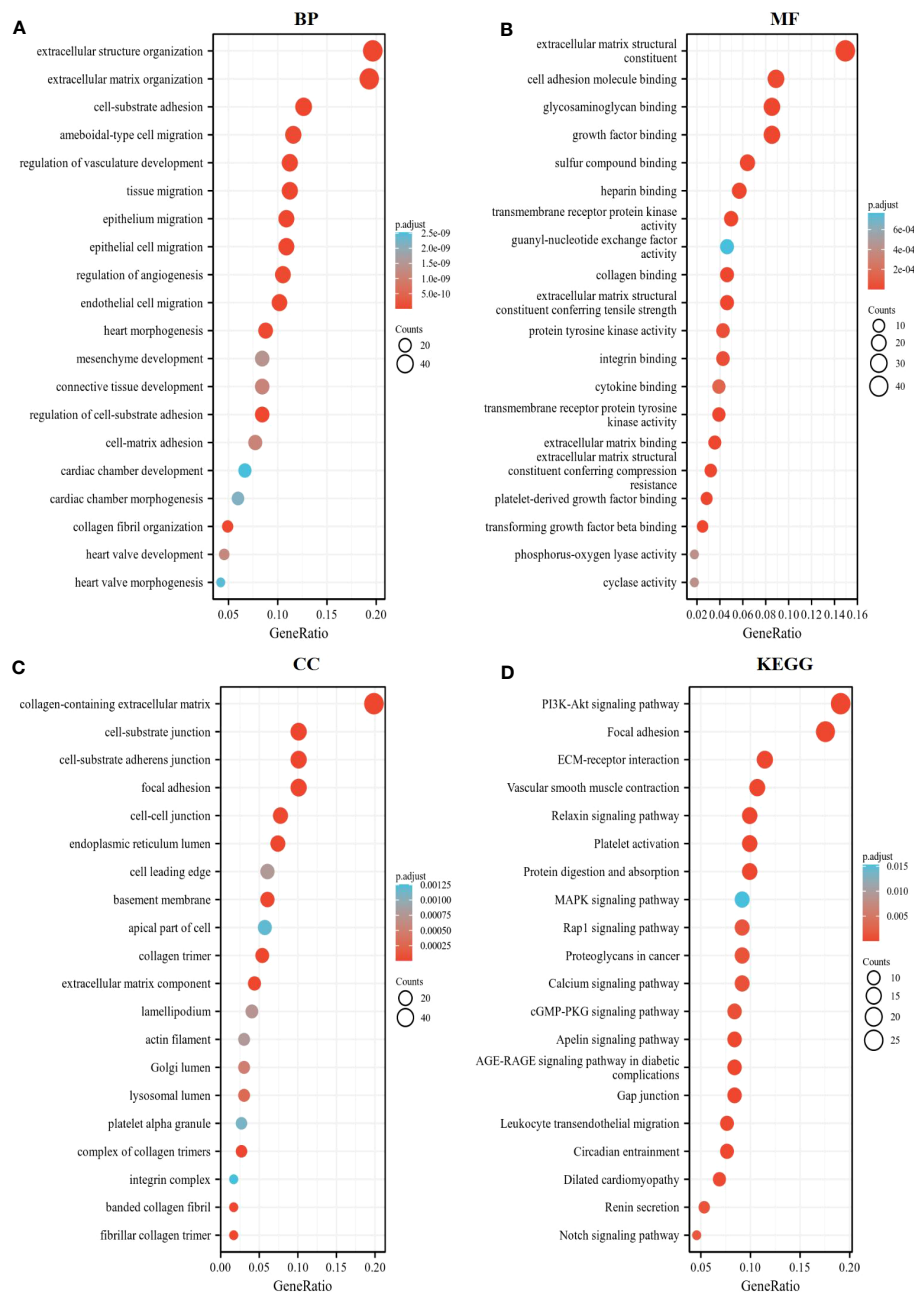 A
BP
extracellular structure organization
extracellular matrix organization
cell-substrate adhesion
ameboidal-type cell migration
regulation of vasculature development
tissue migration
epithelium migration
epithelial cell migration
regulation of angiogenesis
endothelial cell migration
heart morphogenesis
mesenchyme development
connective tissue development
regulation of cell-substrate adhesion
cell-matrix adhesion
cardiac chamber development
cardiac chamber morphogenesis
collagen fibril organization
heart valve development
heart valve morphogenesis
0.05 0.10 0.15 0.20
GeneRatio
p.adjust
2.5e-09
2.0e-09
1.5e-09
1.0e-09
5.0e-10
Counts
20
40
B
MF
extracellular matrix structural
constituent
cell adhesion molecule binding
glycosaminoglycan binding
growth factor binding
sulfur compound binding
heparin binding
transmembrane receptor protein kinase
activity
guanyl-nucleotide exchange factor
activity
collagen binding
extracellular matrix structural
constituent conferring tensile strength
protein tyrosine kinase activity
integrin binding
cytokine binding
transmembrane receptor protein tyrosine
kinase activity
extracellular matrix binding
extracellular matrix structural
constituent conferring compression
resistance
platelet-derived growth factor binding
transforming growth factor beta binding
phosphorus-oxygen lyase activity
cyclase activity
0.02 0.04 0.06 0.08 0.10 0.12 0.14 0.16
GeneRatio
p.adjust
6e-04
4e-04
2e-04
Counts
10
20
30
40
C
CC
collagen-containing extracellular matrix
cell-substrate junction
cell-substrate adherens junction
focal adhesion
cell-cell junction
endoplasmic reticulum lumen
cell leading edge
basement membrane
apical part of cell
collagen trimer
extracellular matrix component
lamellipodium
actin filament
Golgi lumen
lysosomal lumen
platelet alpha granule
complex of collagen trimers
integrin complex
banded collagen fibril
fibrillar collagen trimer
0.00 0.05 0.10 0.15 0.20
GeneRatio
p.adjust
0.00125
0.00100
0.00075
0.00050
0.00025
Counts
20
40
D
KEGG
PI3K-Akt signaling pathway
Focal adhesion
ECM-receptor interaction
Vascular smooth muscle contraction
Relaxin signaling pathway
Platelet activation
Protein digestion and absorption
MAPK signaling pathway
Rap1 signaling pathway
Proteoglycans in cancer
Calcium signaling pathway
cGMP-PKG signaling pathway
Apelin signaling pathway
AGE-RAGE signaling pathway in diabetic
complications
Gap junction
Leukocyte transendothelial migration
Circadian entrainment
Dilated cardiomyopathy
Renin secretion
Notch signaling pathway
0.05 0.10 0.15 0.20
GeneRatio
p.adjust
0.015
0.010
0.005
Counts
10
15
20
25